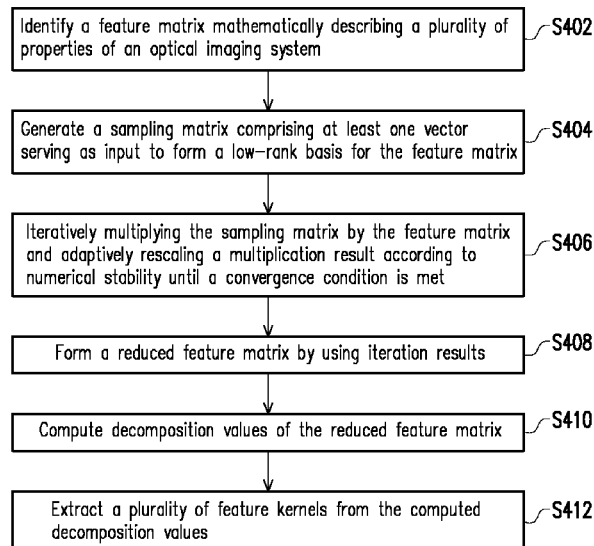 Identify a feature matrix mathematically describing a plurality of
properties of an optical imaging system
S402
Generate a sampling matrix comprising at least one vector
serving as input to form a low-rank basis for the feature matrix
S404
Iteratively multiplying the sampling matrix by the feature matrix
and adaptively rescaling a multiplication result according to
numerical stability until a convergence condition is met
S406
Form a reduced feature matrix by using iteration results
S408
Compute decomposition values of the reduced feature matrix
S410
Extract a plurality of feature kernels from the computed
decomposition values
S412